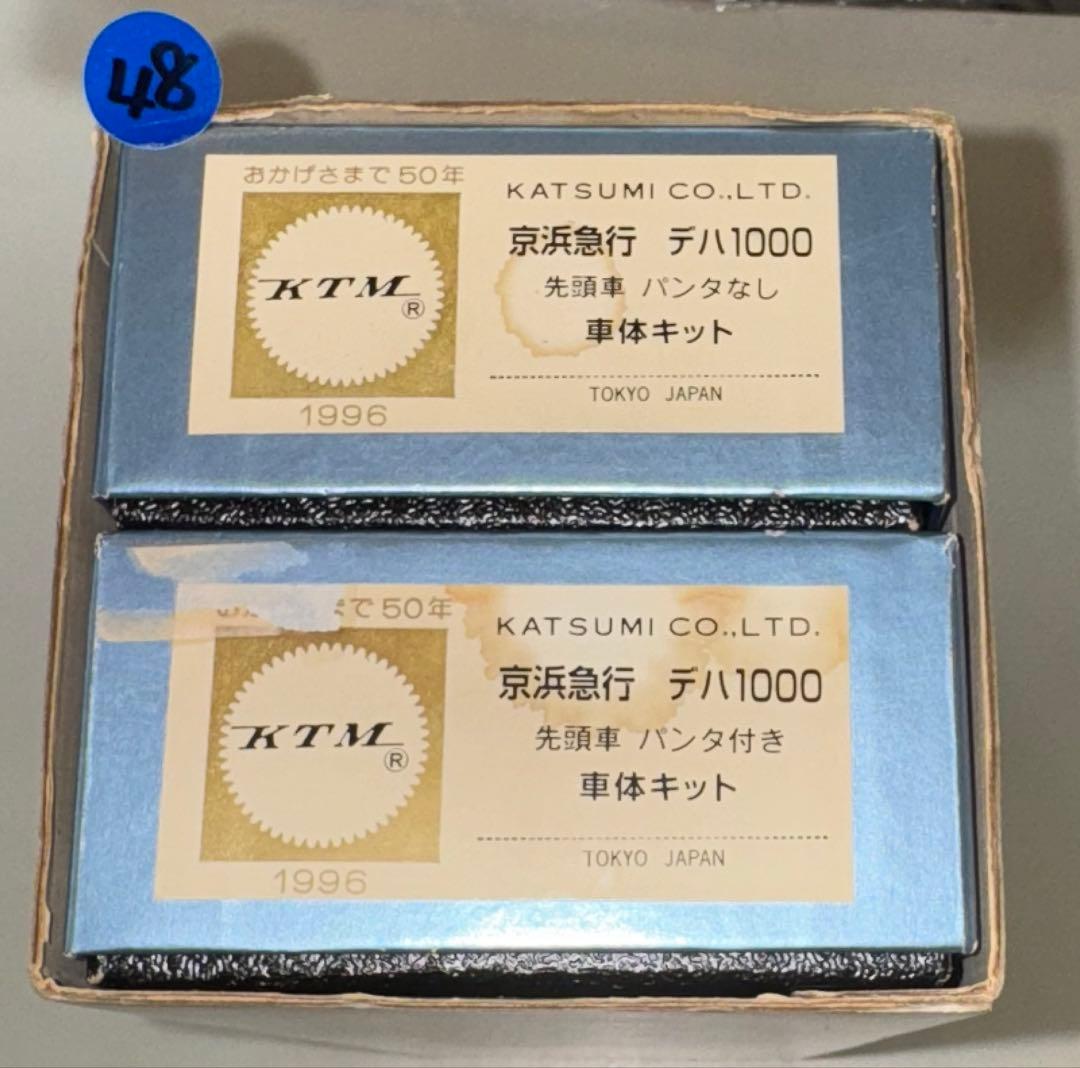 48
おかげさまで50年
KTM
®
1996
KATSUMI CO.,LTD.
京浜急行 デハ1000
先頭車 パンタなし
車体キット
TOKYO JAPAN
まで50年
KTM
®
1996
KATSUMI CO.,LTD.
京浜急行 デハ1000
先頭車 パンタ付き
車体キット
TOKYO JAPAN